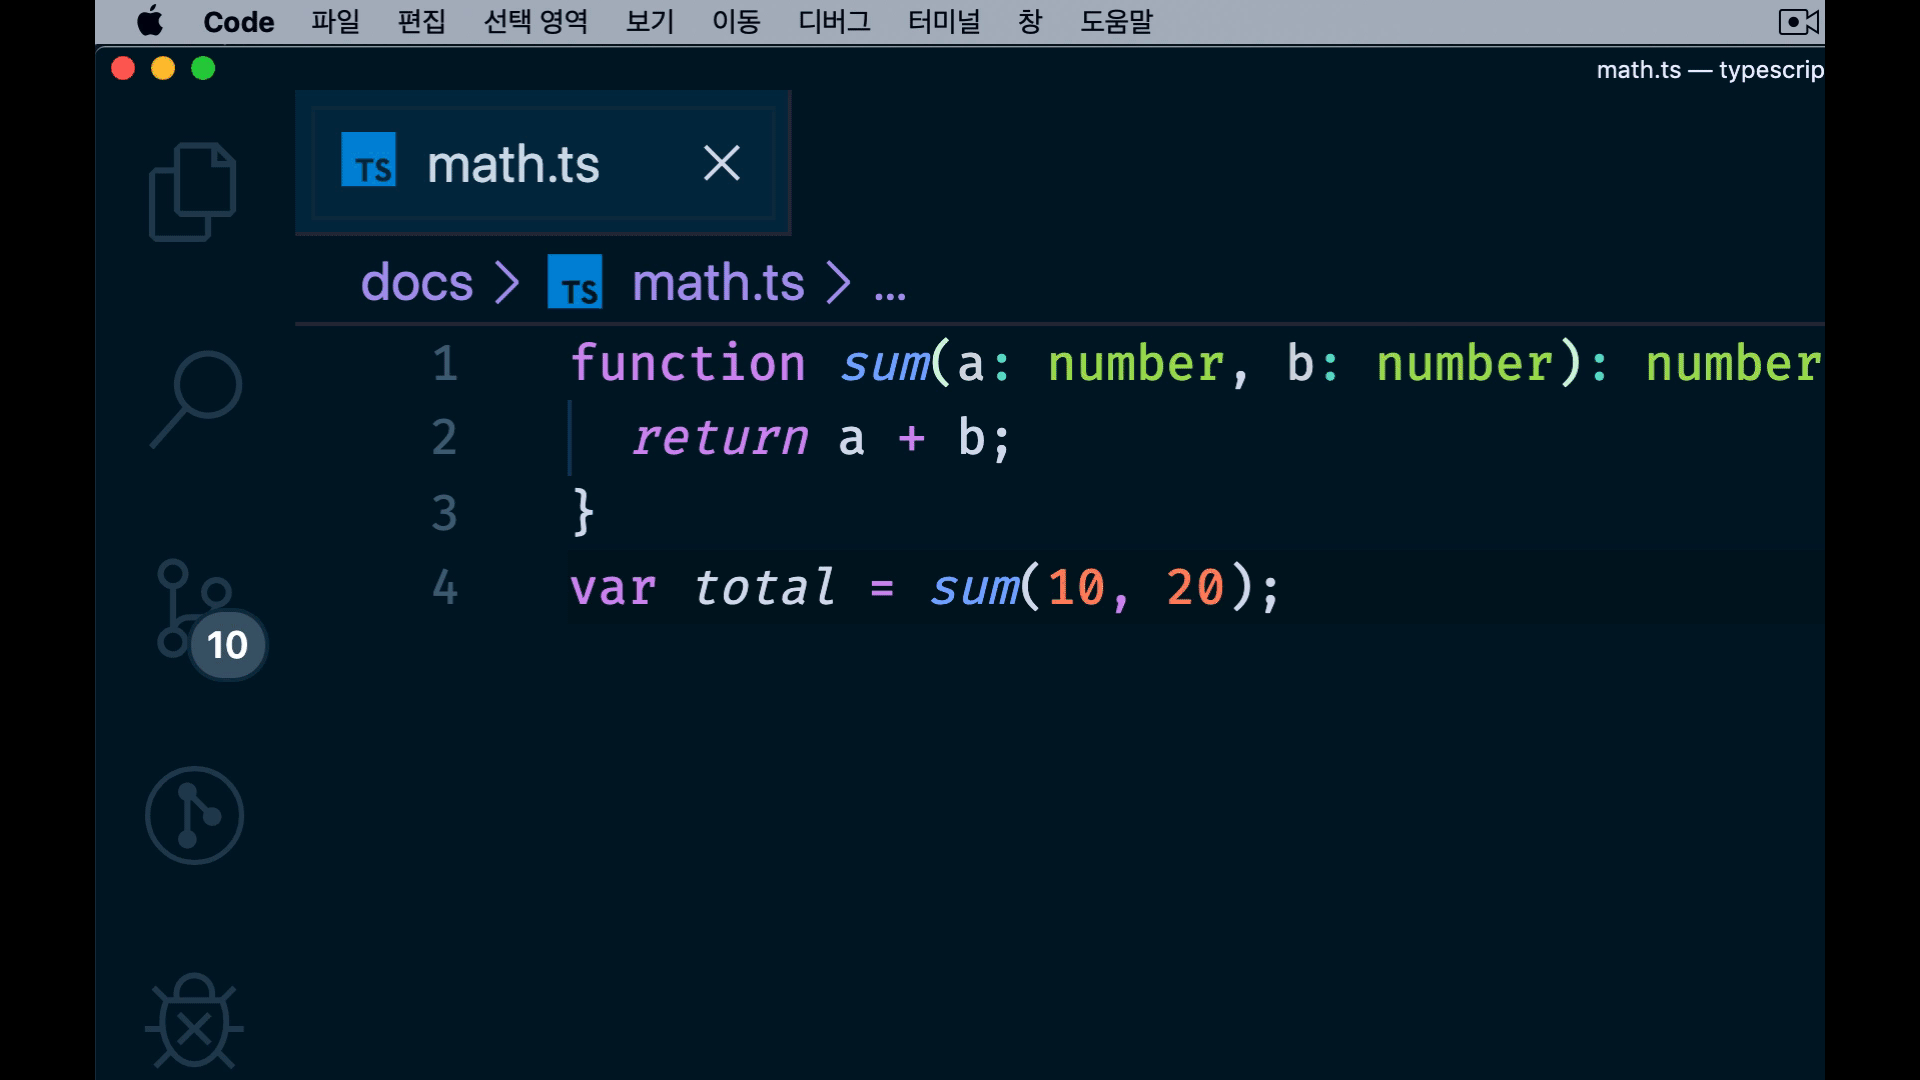 Code 파일 편집 선택 영역 보기 이동 디버그 터미널 창 도움말
math.ts — typescrip
TS math.ts
docs > TS math.ts > ...
1 function sum(a: number, b: number): number
2 return a + b;
3 }
4 var total = sum(10, 20);
10